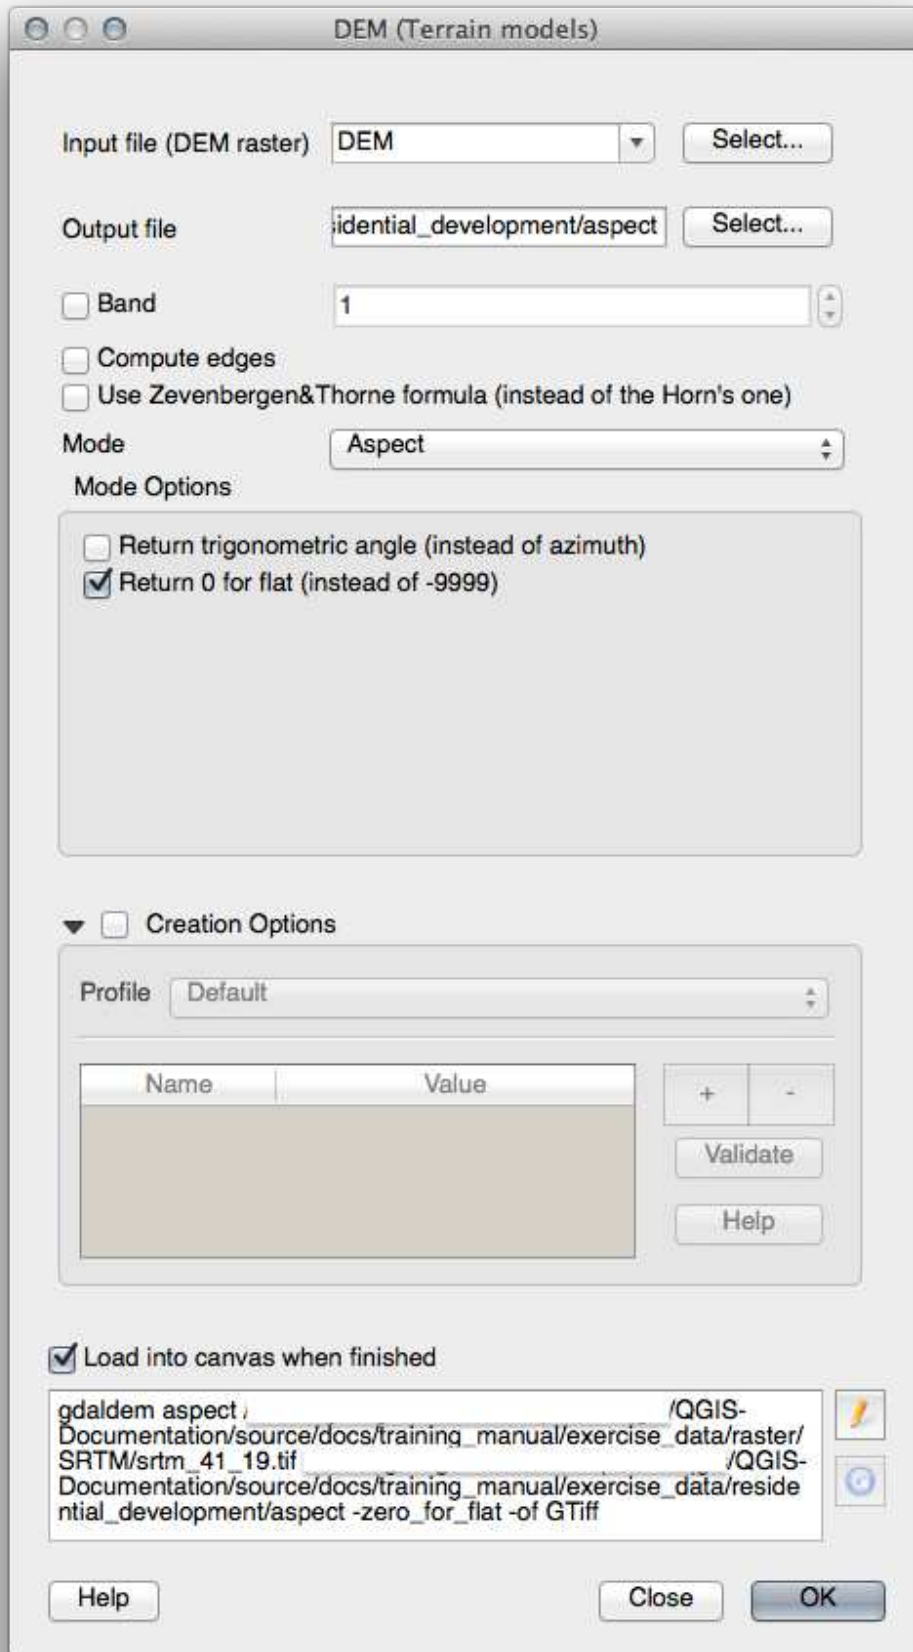 DEM (Terrain models)
Input file (DEM raster) DEM Select...
Output file sidential_development/aspect Select...
Band 1
Compute edges
Use Zevenbergen&Thorne formula (instead of the Horn's one)
Mode Aspect
Mode Options
Return trigonometric angle (instead of azimuth)
Return 0 for flat (instead of -9999)
Creation Options
Profile Default
Name Value + -
Validate
Help
Load into canvas when finished
gdaldem aspect /QGIS-
Documentation/source/docs/training_manual/exercise_data/raster/
SRTM/srtm_41_19.tif /QGIS-
Documentation/source/docs/training_manual/exercise_data/reside
ntial_development/aspect -zero_for_flat -of GTiff
Help Close OK